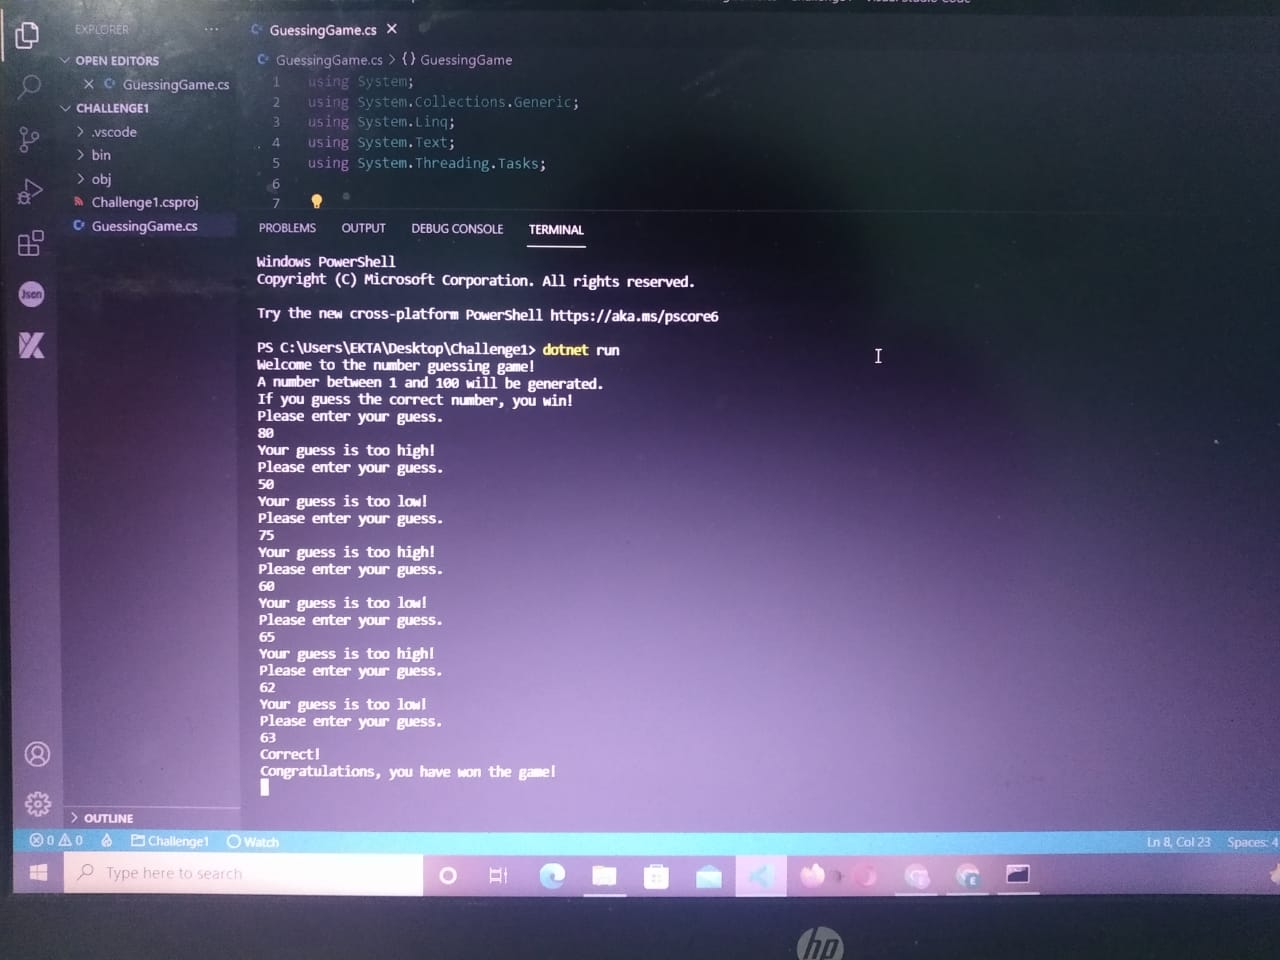 EXPLORER
OPEN EDITORS
GuessingGame.cs
CHALLENGE1
.vscode
bin
obj
Challenge1.csproj
GuessingGame.cs
OUTLINE
GuessingGame.cs
GuessingGame.cs > {} GuessingGame
1 using System;
2 using System.Collections.Generic;
3 using System.Linq;
4 using System.Text;
5 using System.Threading.Tasks;
6
7
PROBLEMS OUTPUT DEBUG CONSOLE TERMINAL
Windows PowerShell
Copyright (C) Microsoft Corporation. All rights reserved.
Try the new cross-platform PowerShell https://aka.ms/pscore6
PS C:\Users\EKTA\Desktop\Challenge1> dotnet run
Welcome to the number guessing game!
A number between 1 and 100 will be generated.
If you guess the correct number, you win!
Please enter your guess.
80
Your guess is too high!
Please enter your guess.
50
Your guess is too low!
Please enter your guess.
75
Your guess is too high!
Please enter your guess.
60
Your guess is too low!
Please enter your guess.
65
Your guess is too high!
Please enter your guess.
62
Your guess is too low!
Please enter your guess.
63
Correct!
Congratulations, you have won the game!
Json
0 0 Challenge1 Watch
Ln 8, Col 23 Spaces: 4
Type here to search
hp